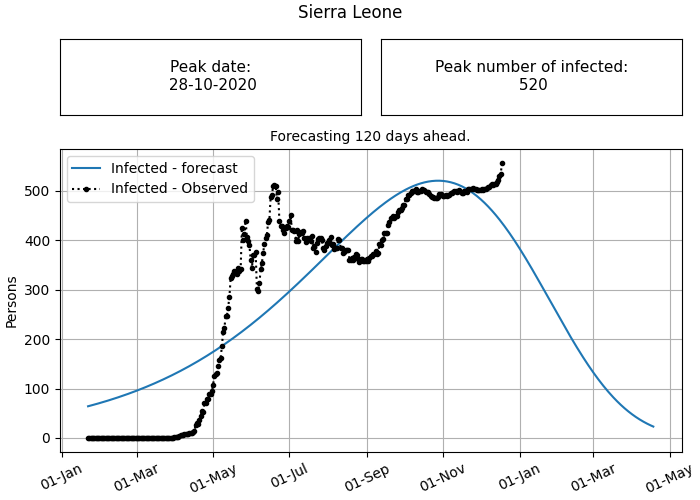 Sierra Leone
Peak date:
28-10-2020
Peak number of infected:
520
Forecasting 120 days ahead.
Infected - forecast
Infected - Observed
Persons
500
400
300
200
100
0
01-Jan
01-Mar
01-May
01-Jul
01-Sep
01-Nov
01-Jan
01-Mar
01-May